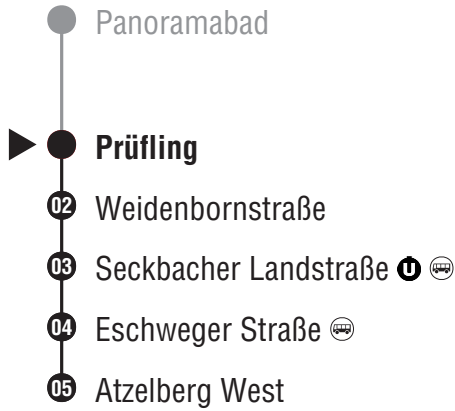 Panoramabad
Prüfling
02 Weidenbornstraße
03 Seckbacher Landstraße U
04 Eschweger Straße
05 Atzelberg West